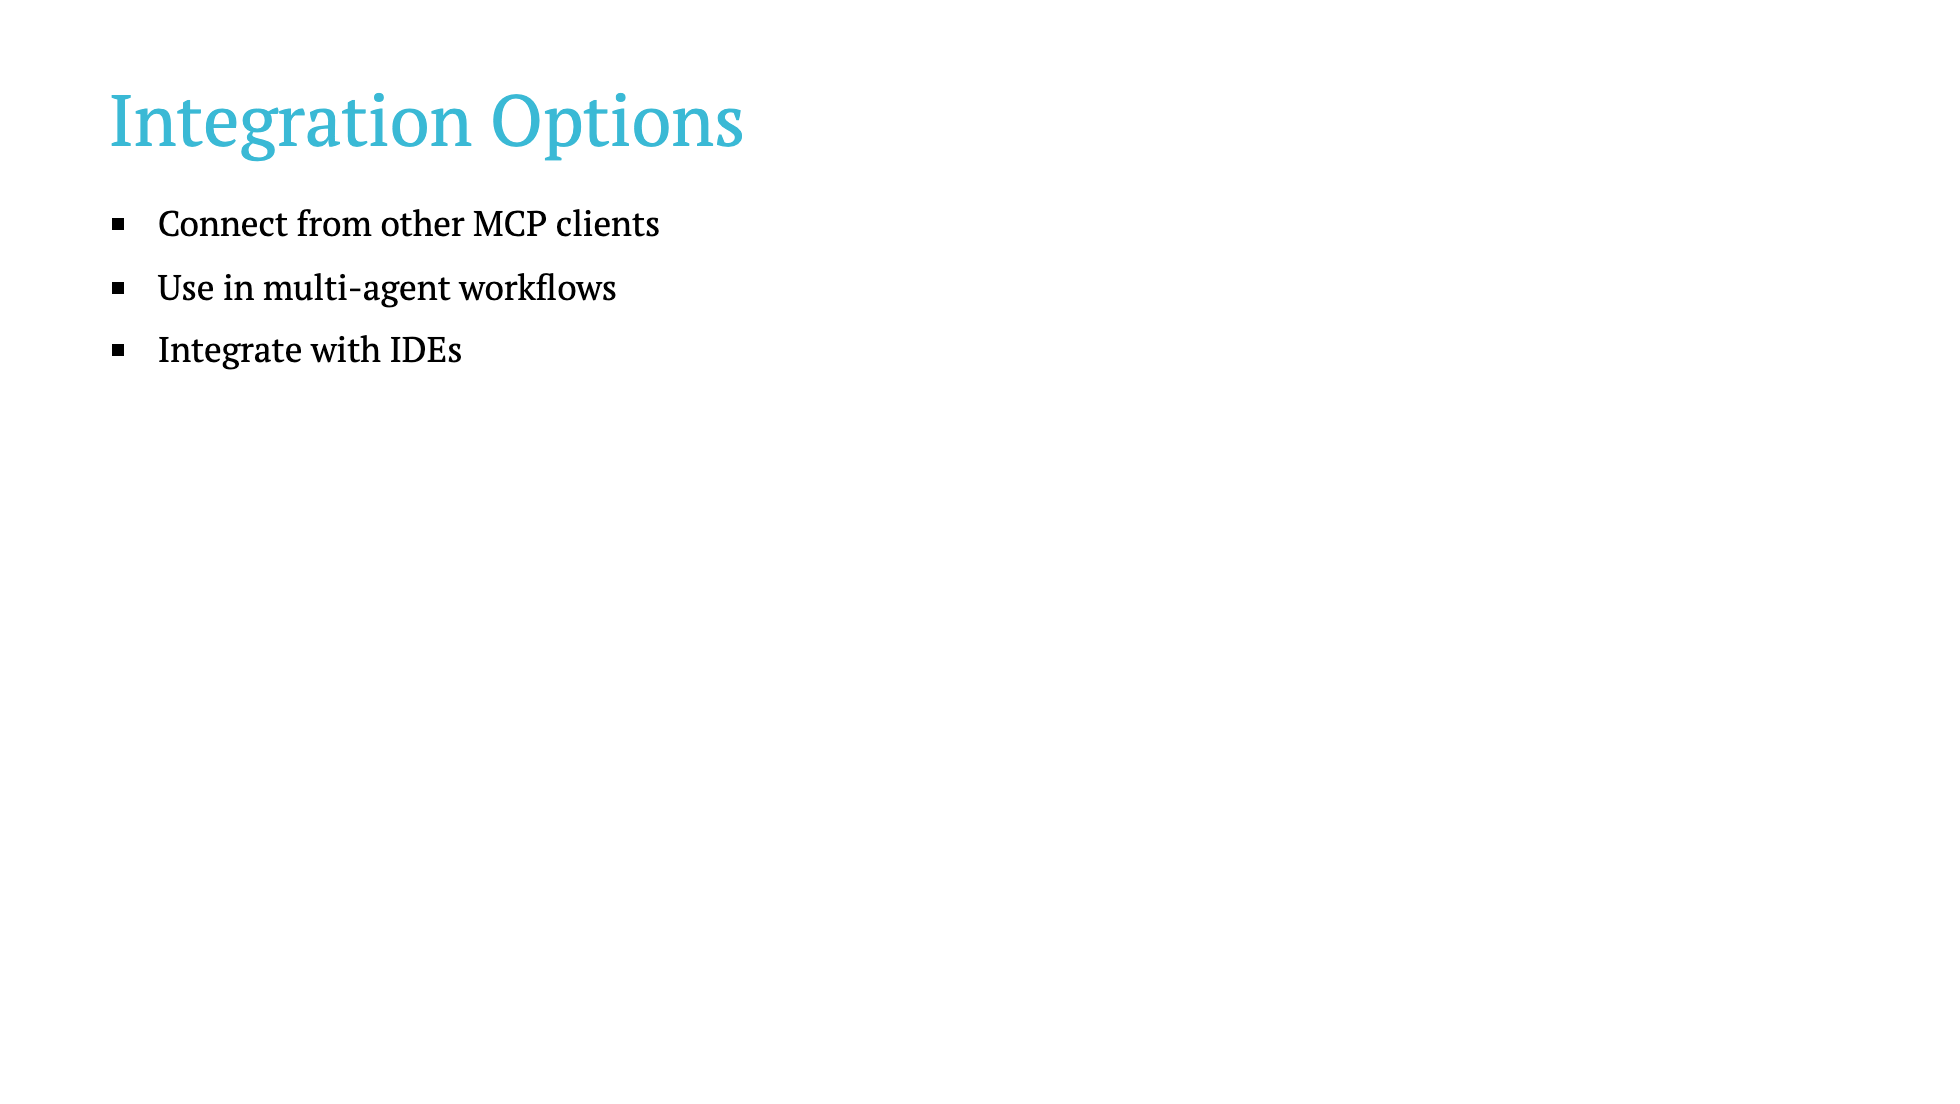 Integration Options
▪ Connect from other MCP clients
▪ Use in multi-agent workflows
▪ Integrate with IDEs